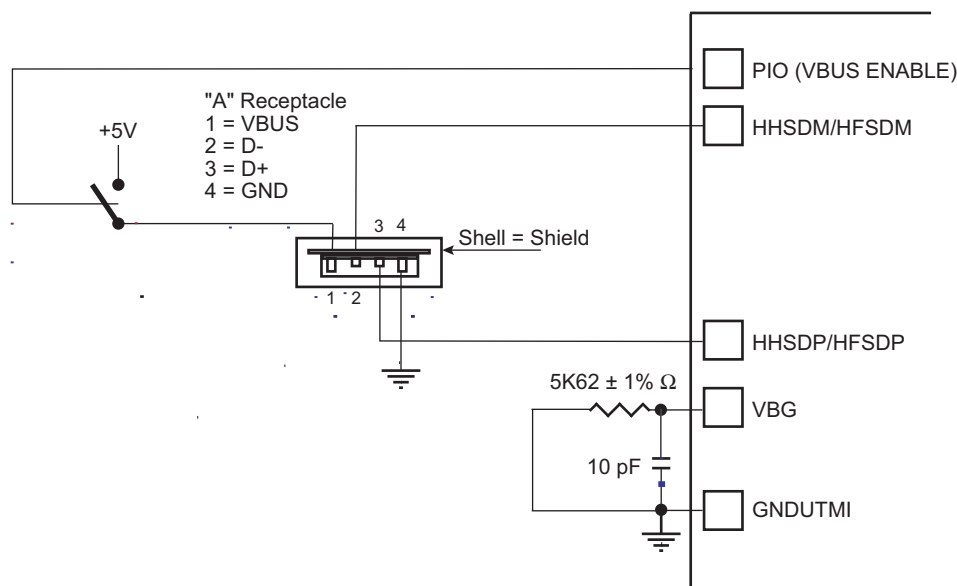 PIO (VBUS ENABLE)
"A" Receptacle
1 = VBUS
2 = D-
3 = D+
4 = GND
+5V
HHSDM/HFSDM
3 4
Shell = Shield
1 2
HHSDP/HFSDP
5K62 ± 1% Ω
VBG
10 pF
GNDUTMI